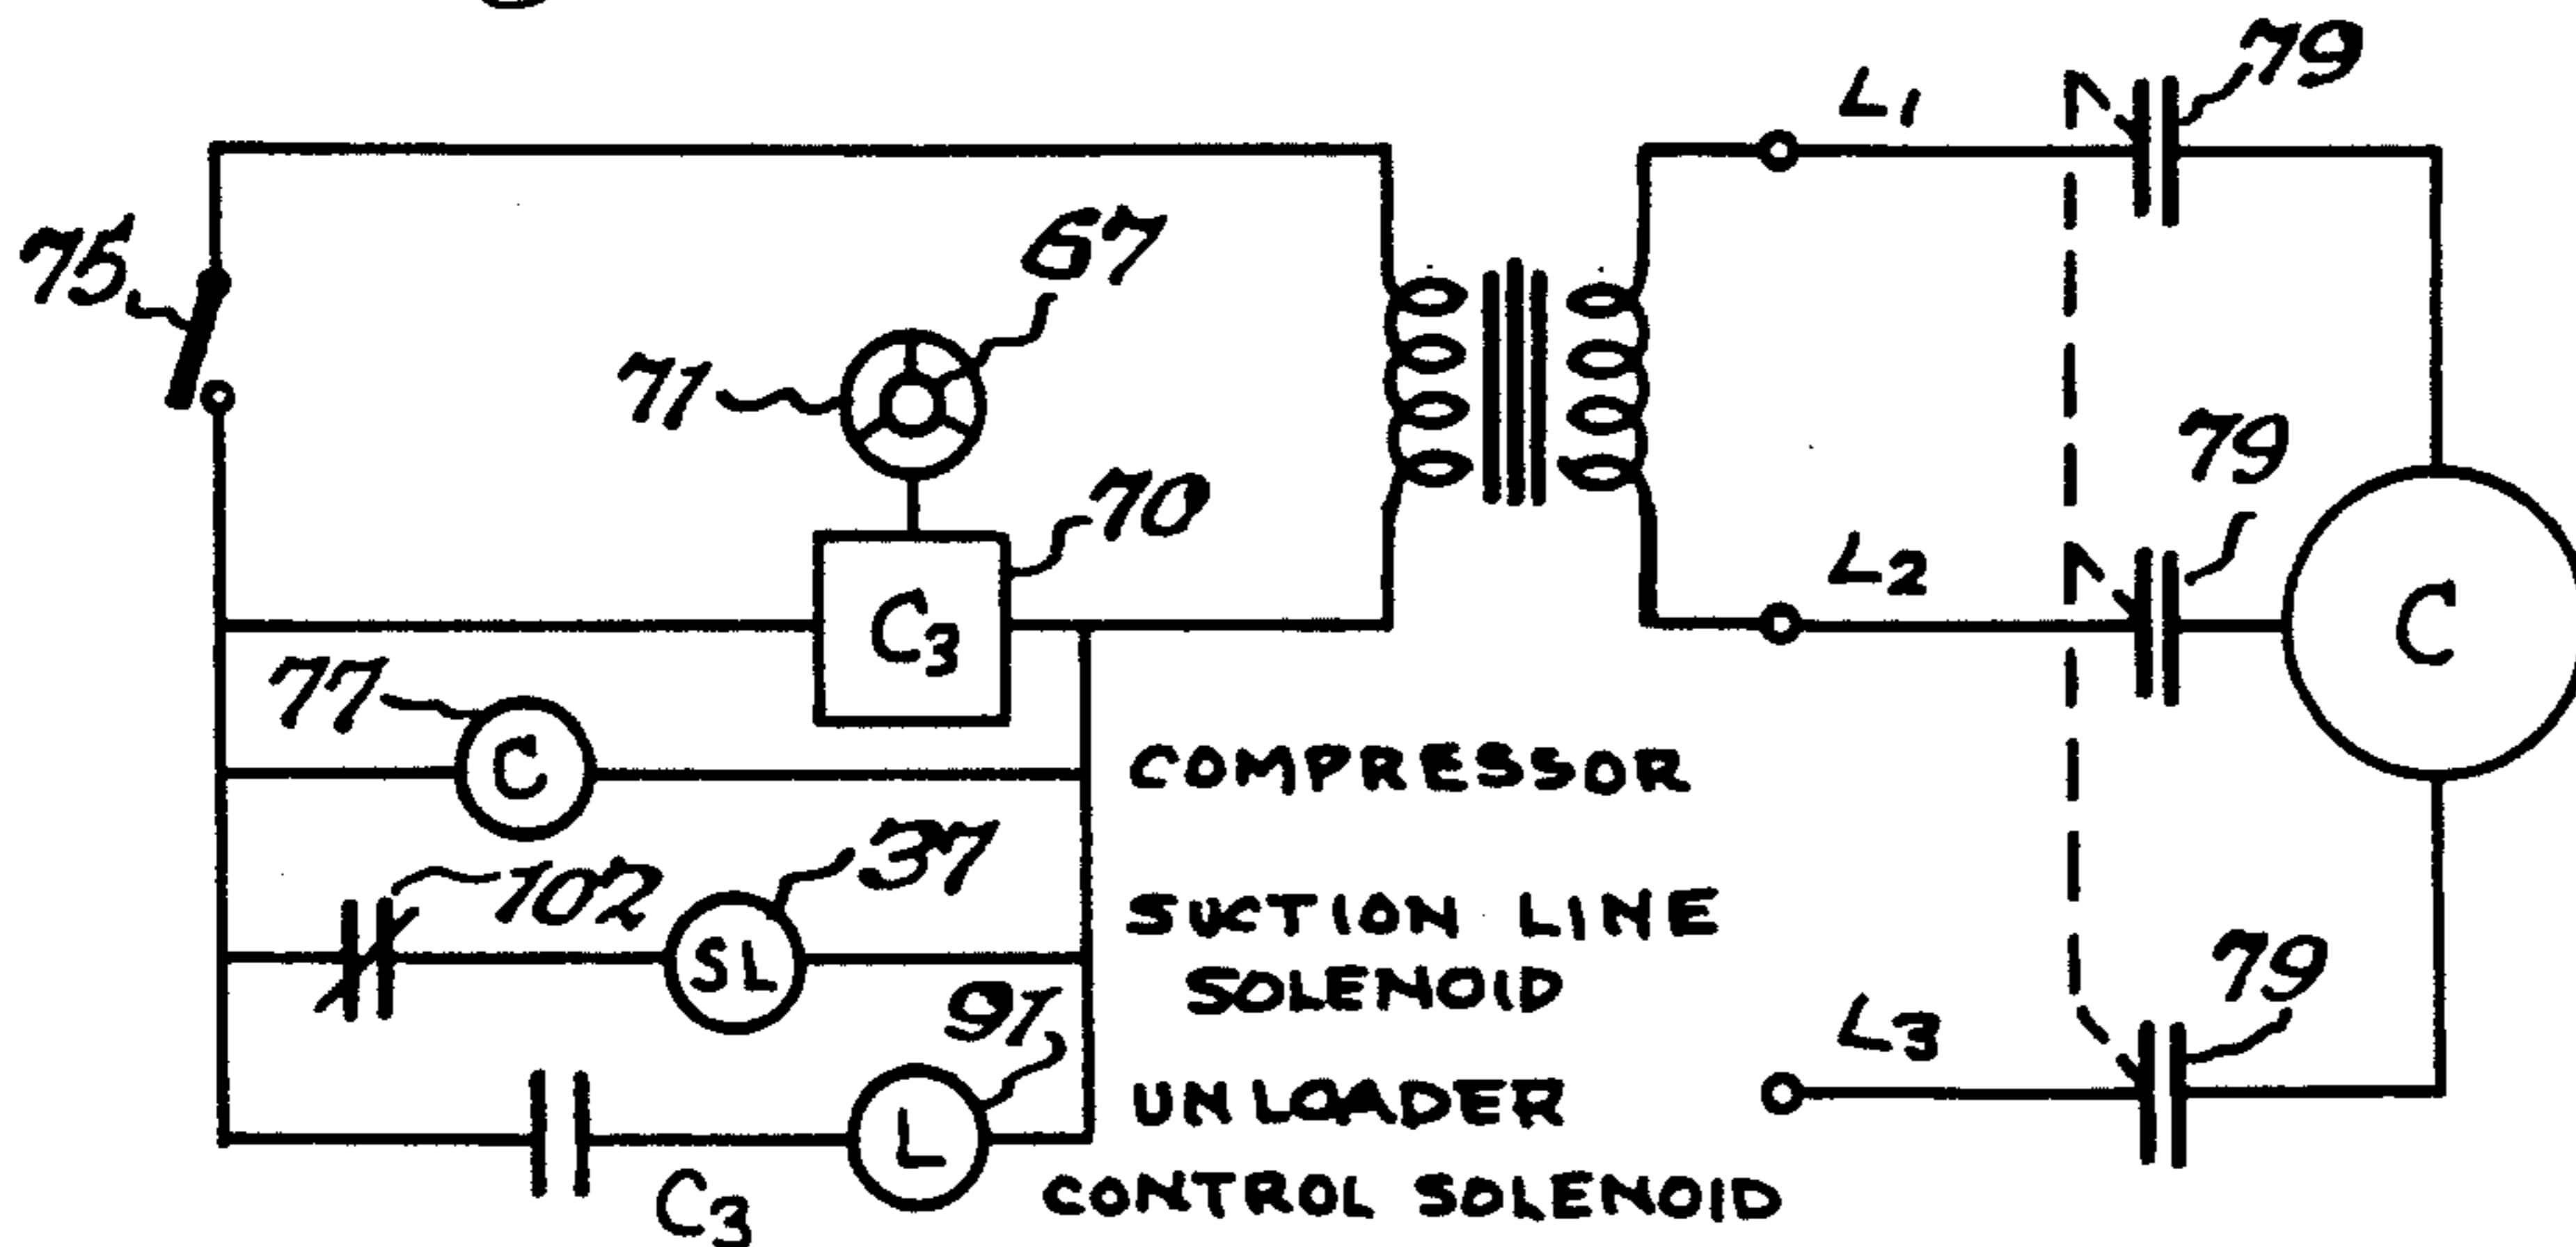 L1
79
75
67
71
70
L2
79
C3
C
77
C
COMPRESSOR
102
37
SL
SUCTION LINE
SOLENOID
91
L3
79
L
UNLOADER
CONTROL SOLENOID
C3